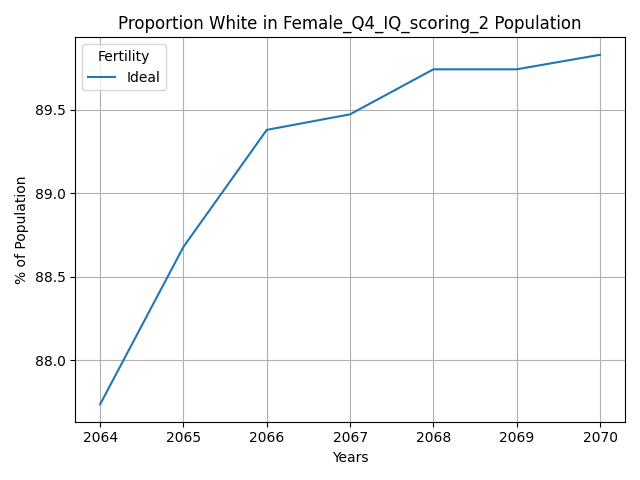 Proportion White in Female_Q4_IQ_scoring_2 Population
Fertility
Ideal
% of Population
89.5
89.0
88.5
88.0
2064 2065 2066 2067 2068 2069 2070
Years